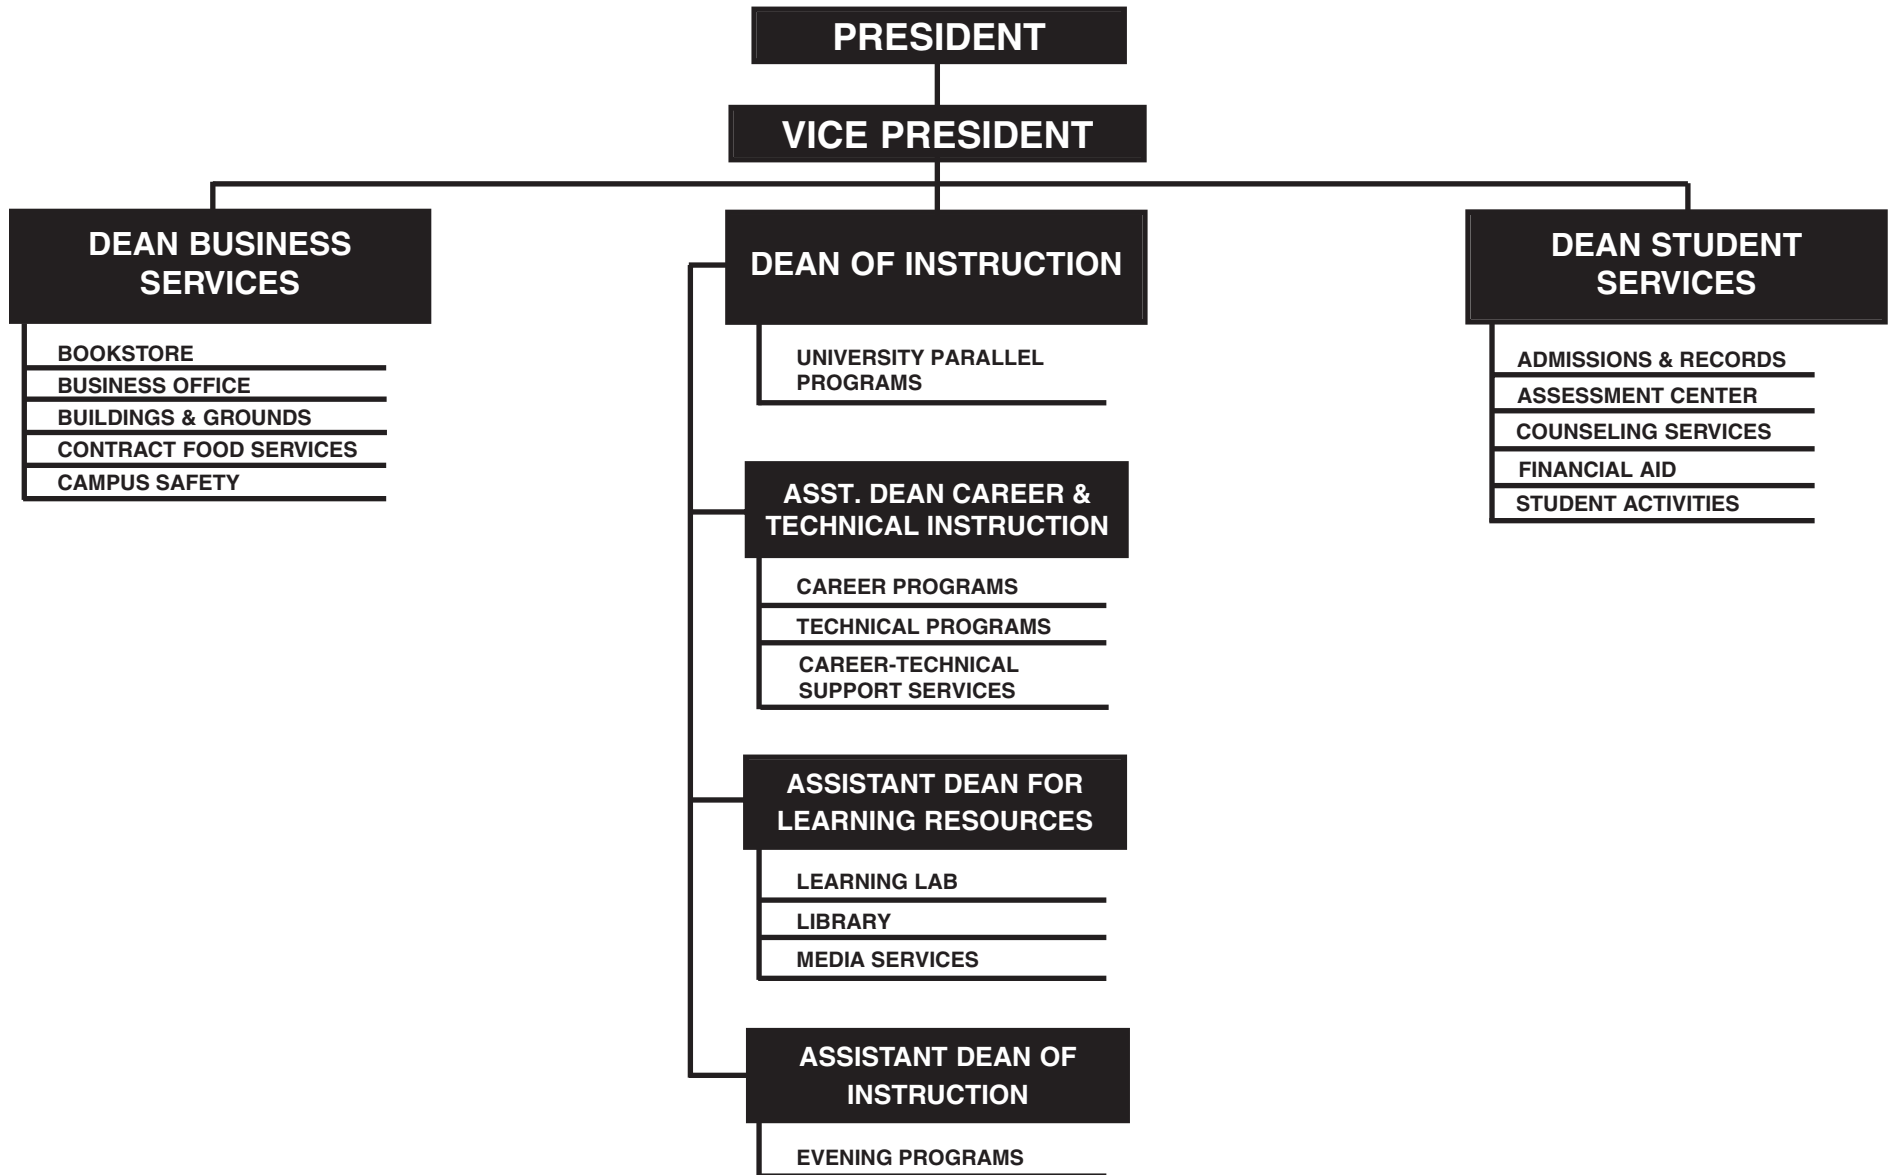 PRESIDENT
VICE PRESIDENT
DEAN BUSINESS
SERVICES
BOOKSTORE
BUSINESS OFFICE
BUILDINGS & GROUNDS
CONTRACT FOOD SERVICES
CAMPUS SAFETY
DEAN OF INSTRUCTION
UNIVERSITY PARALLEL
PROGRAMS
ASST. DEAN CAREER &
TECHNICAL INSTRUCTION
CAREER PROGRAMS
TECHNICAL PROGRAMS
CAREER-TECHNICAL
SUPPORT SERVICES
ASSISTANT DEAN FOR
LEARNING RESOURCES
LEARNING LAB
LIBRARY
MEDIA SERVICES
ASSISTANT DEAN OF
INSTRUCTION
EVENING PROGRAMS
DEAN STUDENT
SERVICES
ADMISSIONS & RECORDS
ASSESSMENT CENTER
COUNSELING SERVICES
FINANCIAL AID
STUDENT ACTIVITIES